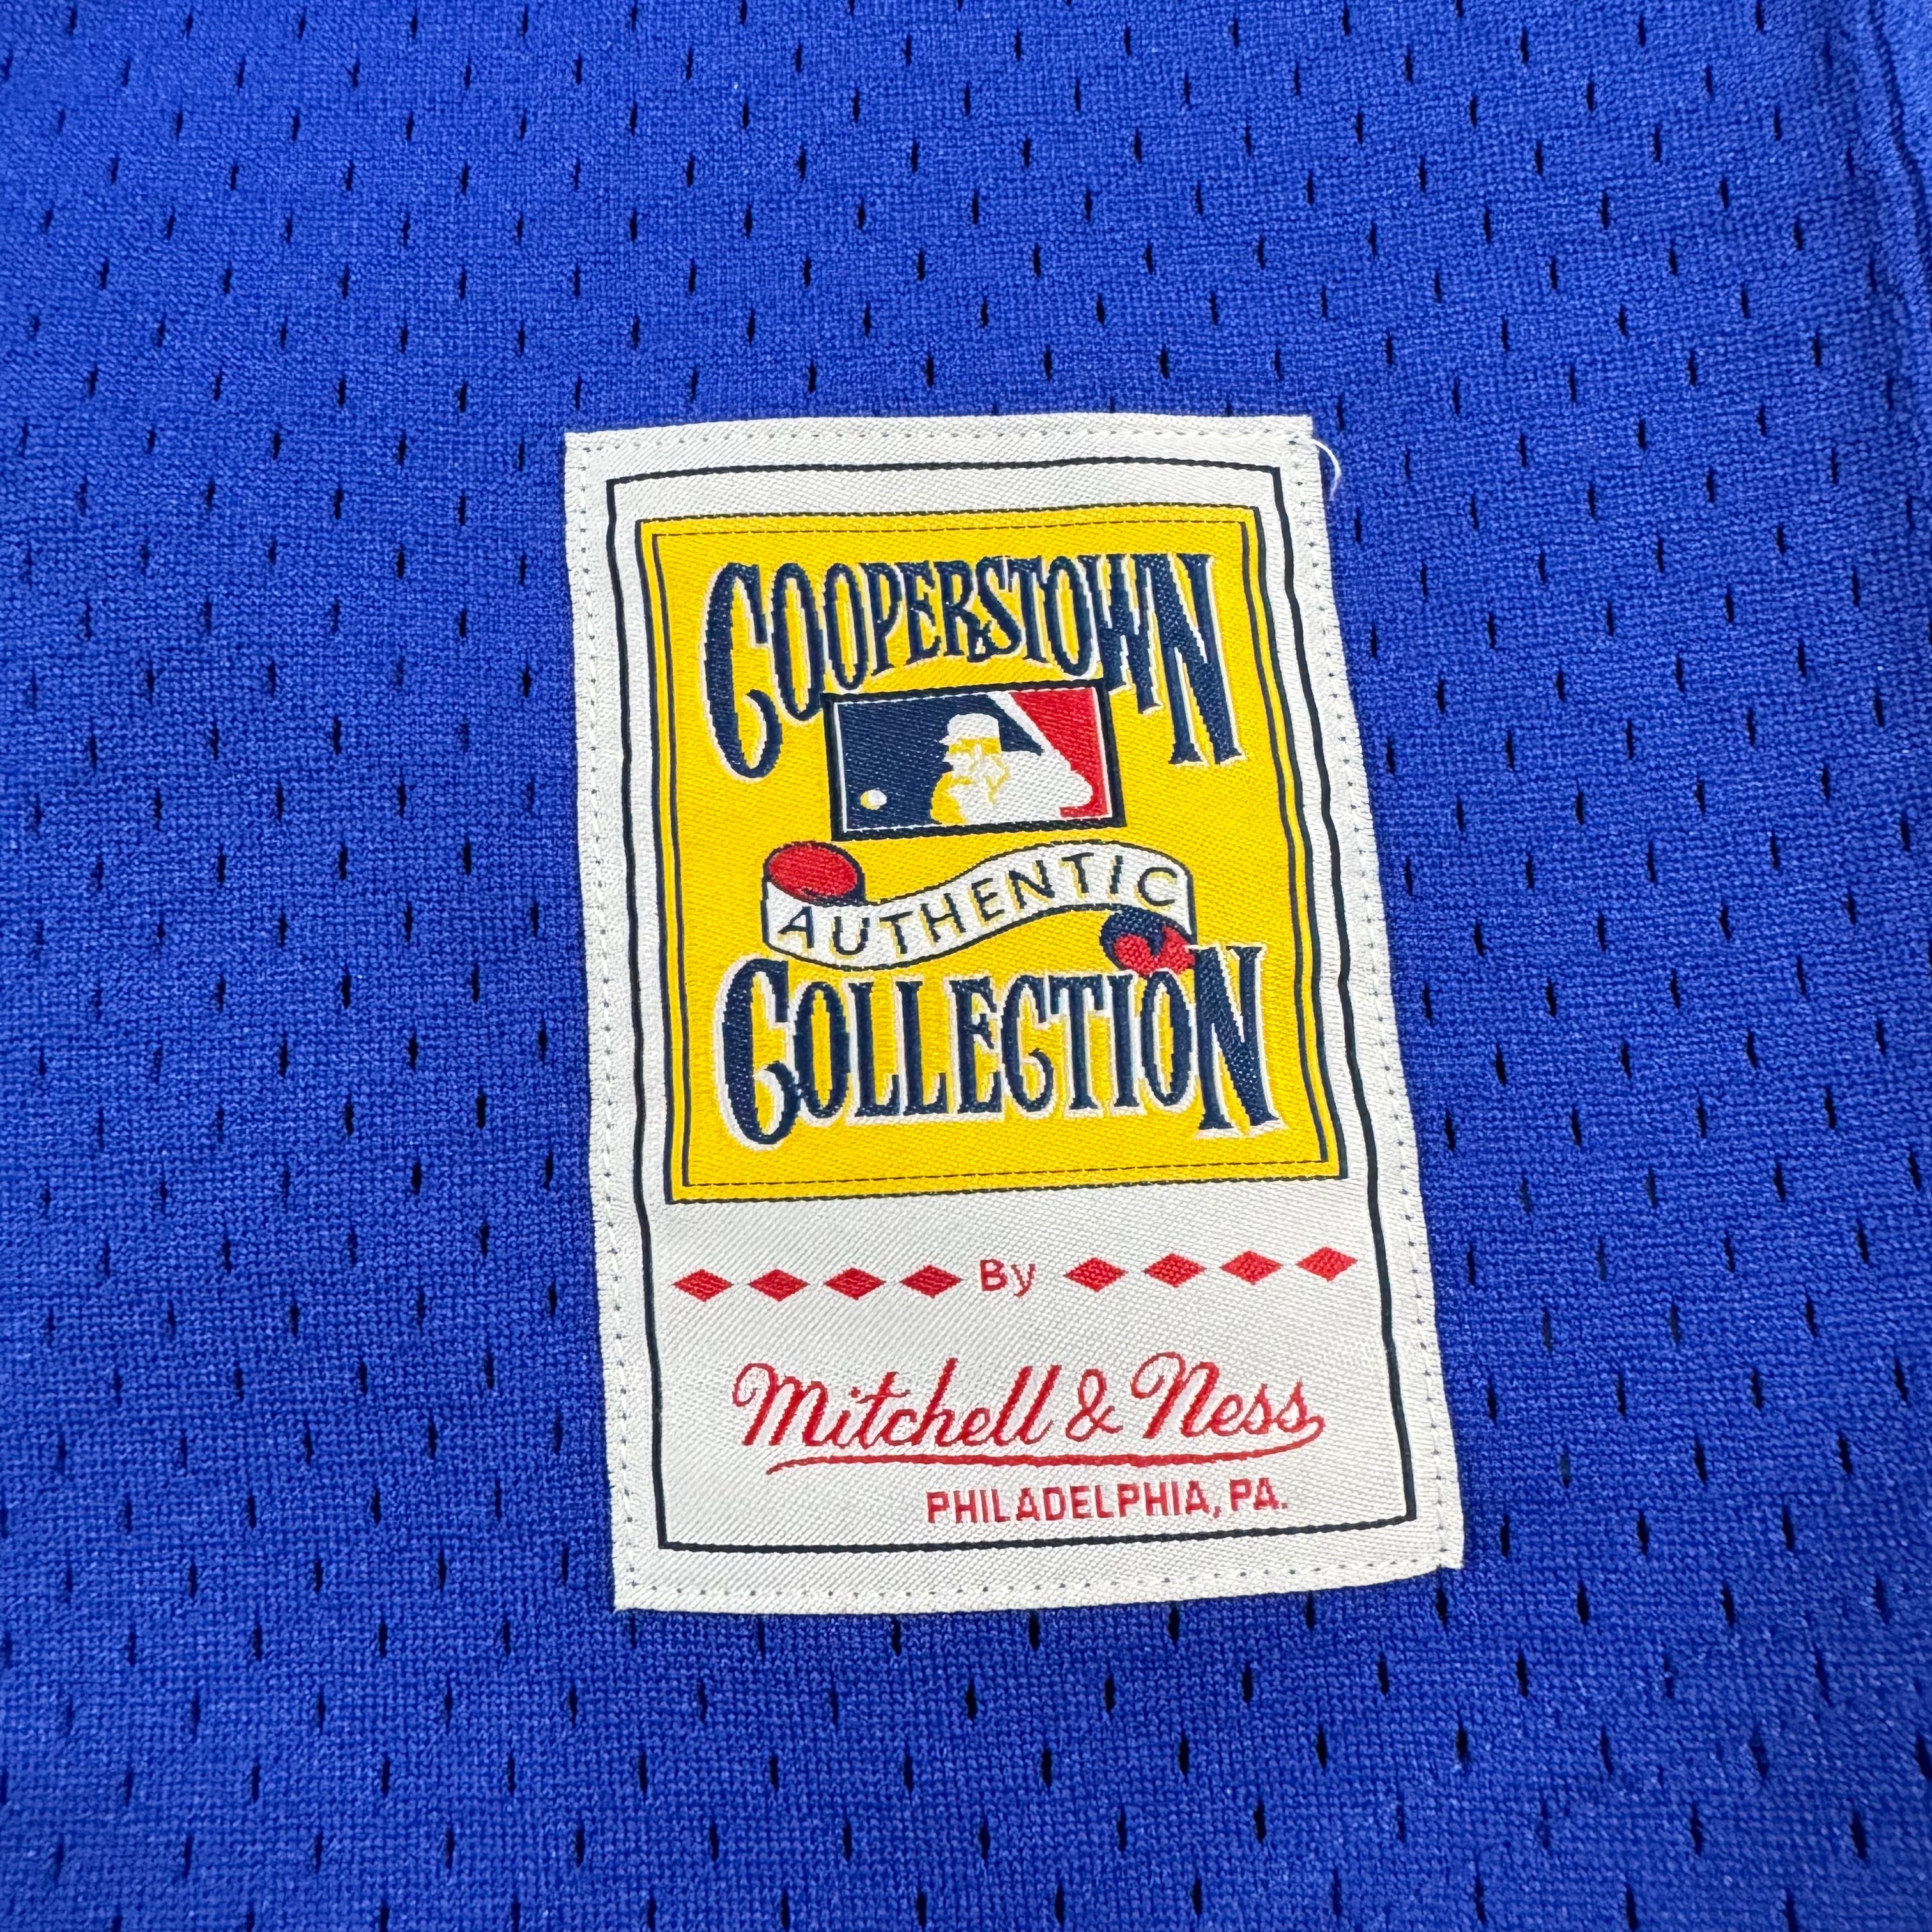 COOPERSTOWN
AUTHENTIC
COLLECTION
By
Mitchell & Ness
PHILADELPHIA, PA.